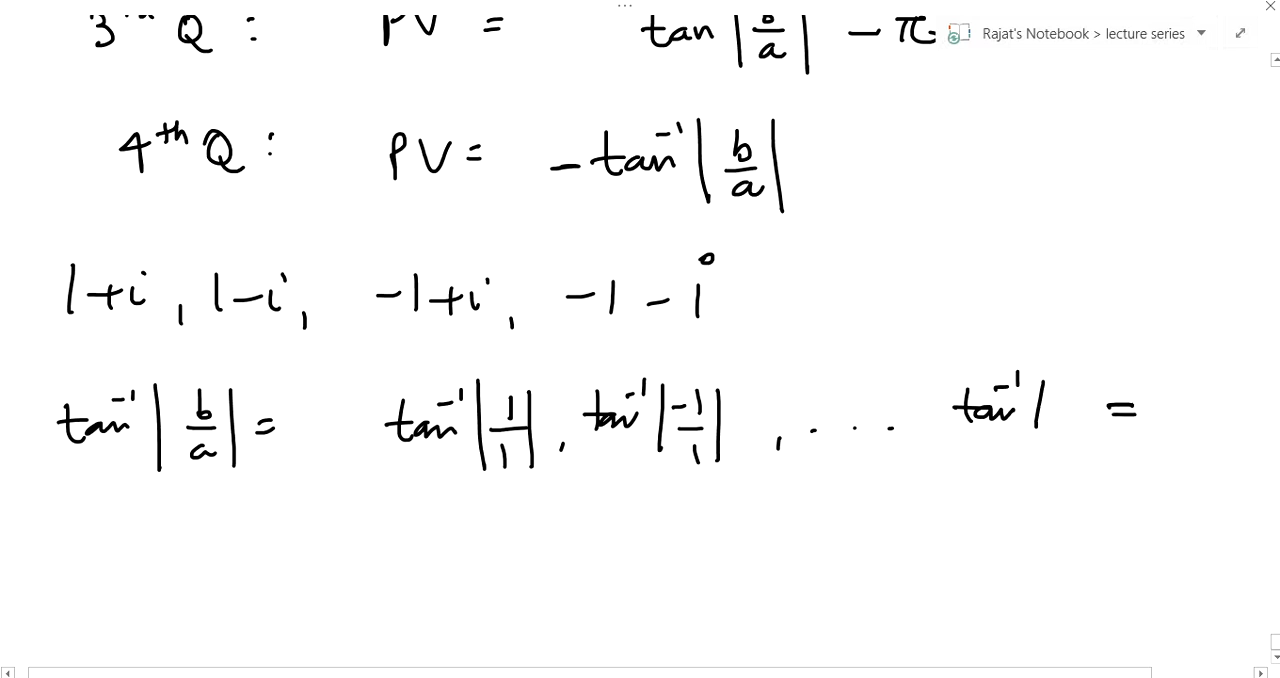 Rajat's Notebook > lecture series
3rd Q : PV = tan |b/a| - π
4th Q : PV = -tan⁻¹ |b/a|
1+i, 1-i, -1+i, -1-i
tan⁻¹ |b/a| = tan⁻¹ |1/1|, tan⁻¹ |-1/1|, . . . tan⁻¹ 1 =